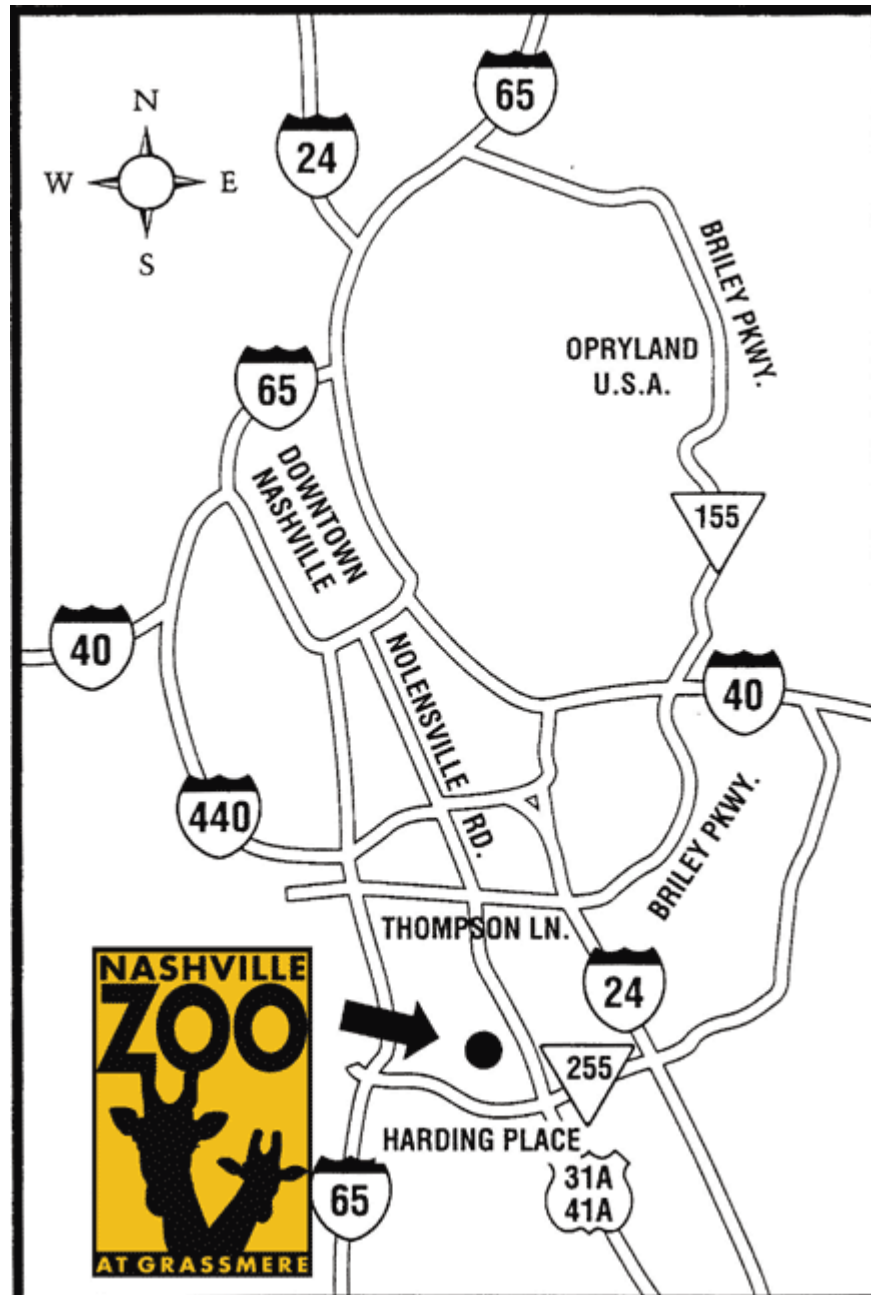 65
24
N
W E
S
BRILEY PKWY.
OPRYLAND
U.S.A.
65
DOWNTOWN
NASHVILLE
155
40
NOLENSVILLE RD.
40
440
BRILEY PKWY.
THOMPSON LN.
NASHVILLE
ZOO
AT GRASSMERE
24
255
HARDING PLACE
31A
41A
65